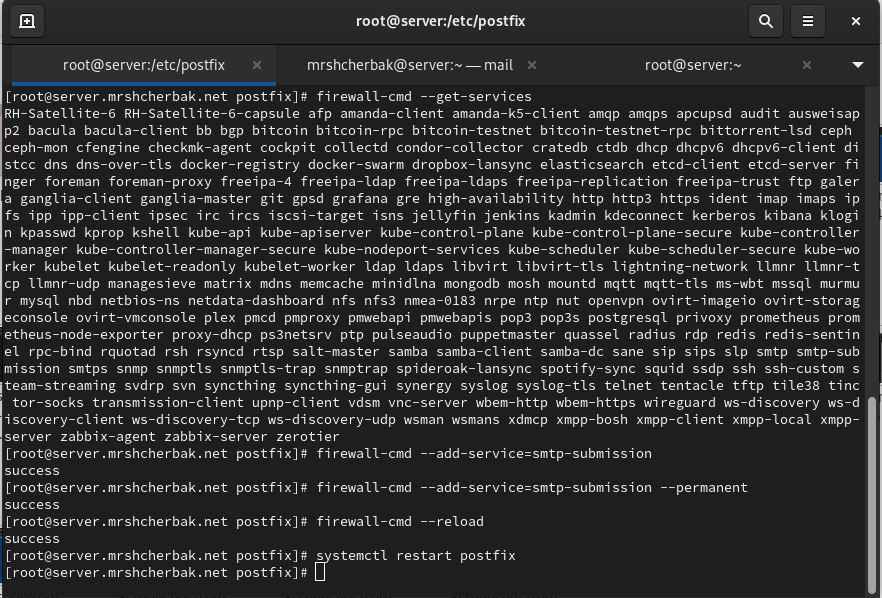 root@server:/etc/postfix
root@server:/etc/postfix
mrshcherbak@server:~ — mail
root@server:~
[root@server.mrshcherbak.net postfix]# firewall-cmd --get-services
RH-Satellite-6 RH-Satellite-6-capsule afp amanda-client amanda-k5-client amqp amqps apcupsd audit ausweisap
p2 bacula bacula-client bb bgp bitcoin bitcoin-rpc bitcoin-testnet bitcoin-testnet-rpc bittorrent-lsd ceph
ceph-mon cfengine checkmk-agent cockpit collectd condor-collector cratedb ctdb dhcp dhcpv6 dhcpv6-client di
stcc dns dns-over-tls docker-registry docker-swarm dropbox-lansync elasticsearch etcd-client etcd-server fi
nger foreman foreman-proxy freeipa-4 freeipa-ldap freeipa-ldaps freeipa-replication freeipa-trust ftp galer
a ganglia-client ganglia-master git gpsd grafana gre high-availability http http3 https ident imap imaps ip
fs ipp ipp-client ipsec irc ircs iscsi-target isns jellyfin jenkins kadmin kdeconnect kerberos kibana klogi
n kpasswd kprop kshell kube-api kube-apiserver kube-control-plane kube-control-plane-secure kube-controller
-manager kube-controller-manager-secure kube-nodeport-services kube-scheduler kube-scheduler-secure kube-wo
rker kubelet kubelet-readonly kubelet-worker ldap ldaps libvirt libvirt-tls lightning-network llmnr llmnr-t
cp llmnr-udp managesieve matrix mdns memcache minidlna mongodb mosh mountd mqtt mqtt-tls ms-wbt mssql murmu
r mysql nbd netbios-ns netdata-dashboard nfs nfs3 nmea-0183 nrpe ntp nut openvpn ovirt-imageio ovirt-storag
econsole ovirt-vmconsole plex pmcd pmproxy pmwebapi pmwebapis pop3 pop3s postgresql privoxy prometheus prom
etheus-node-exporter proxy-dhcp ps3netsrv ptp pulseaudio puppetmaster quassel radius rdp redis redis-sentin
el rpc-bind rquotad rsh rsyncd rtsp salt-master samba samba-client samba-dc sane sip sips slp smtp smtp-sub
mission smtps snmp snmptls snmptls-trap snmptrap spideroak-lansync spotify-sync squid ssdp ssh ssh-custom s
team-streaming svdrp svn syncthing syncthing-gui synergy syslog syslog-tls telnet tentacle tftp tile38 tinc
 tor-socks transmission-client upnp-client vdsm vnc-server wbem-http wbem-https wireguard ws-discovery ws-d
iscovery-client ws-discovery-tcp ws-discovery-udp wsman wsmans xdmcp xmpp-bosh xmpp-client xmpp-local xmpp-
server zabbix-agent zabbix-server zerotier
[root@server.mrshcherbak.net postfix]# firewall-cmd --add-service=smtp-submission
success
[root@server.mrshcherbak.net postfix]# firewall-cmd --add-service=smtp-submission --permanent
success
[root@server.mrshcherbak.net postfix]# firewall-cmd --reload
success
[root@server.mrshcherbak.net postfix]# systemctl restart postfix
[root@server.mrshcherbak.net postfix]#